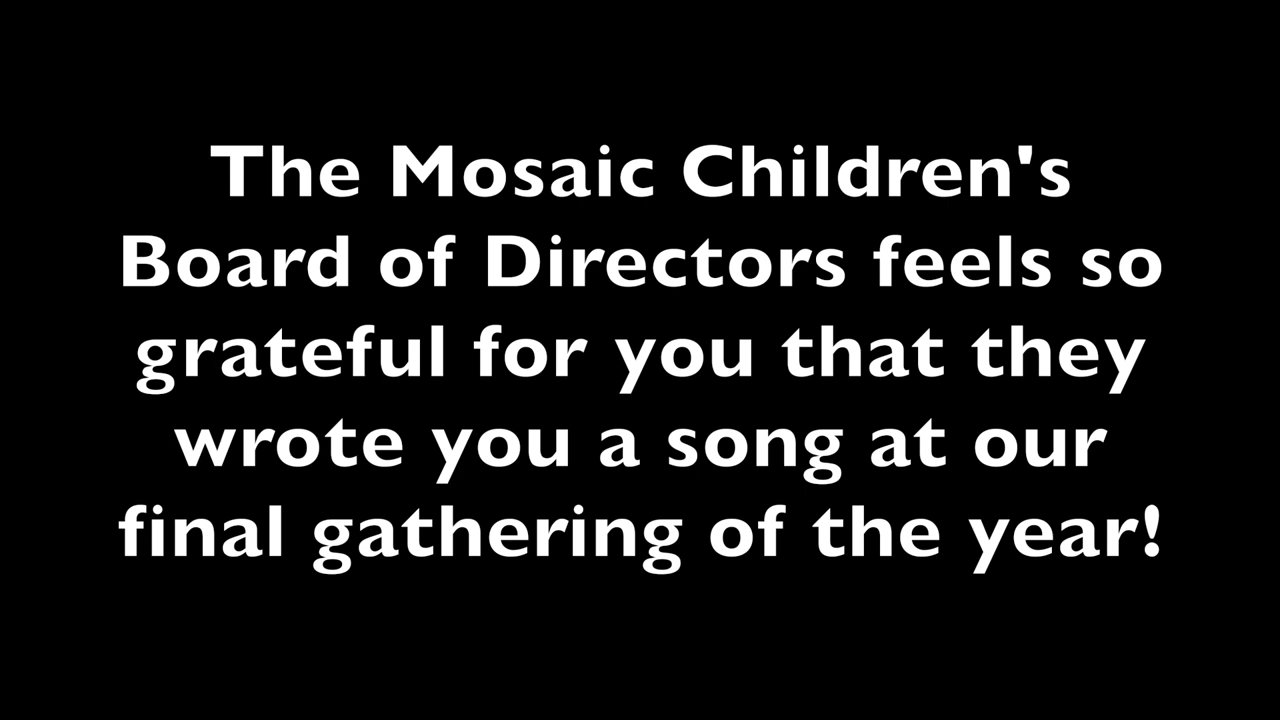 The Mosaic Children's
Board of Directors feels so
grateful for you that they
wrote you a song at our
final gathering of the year!